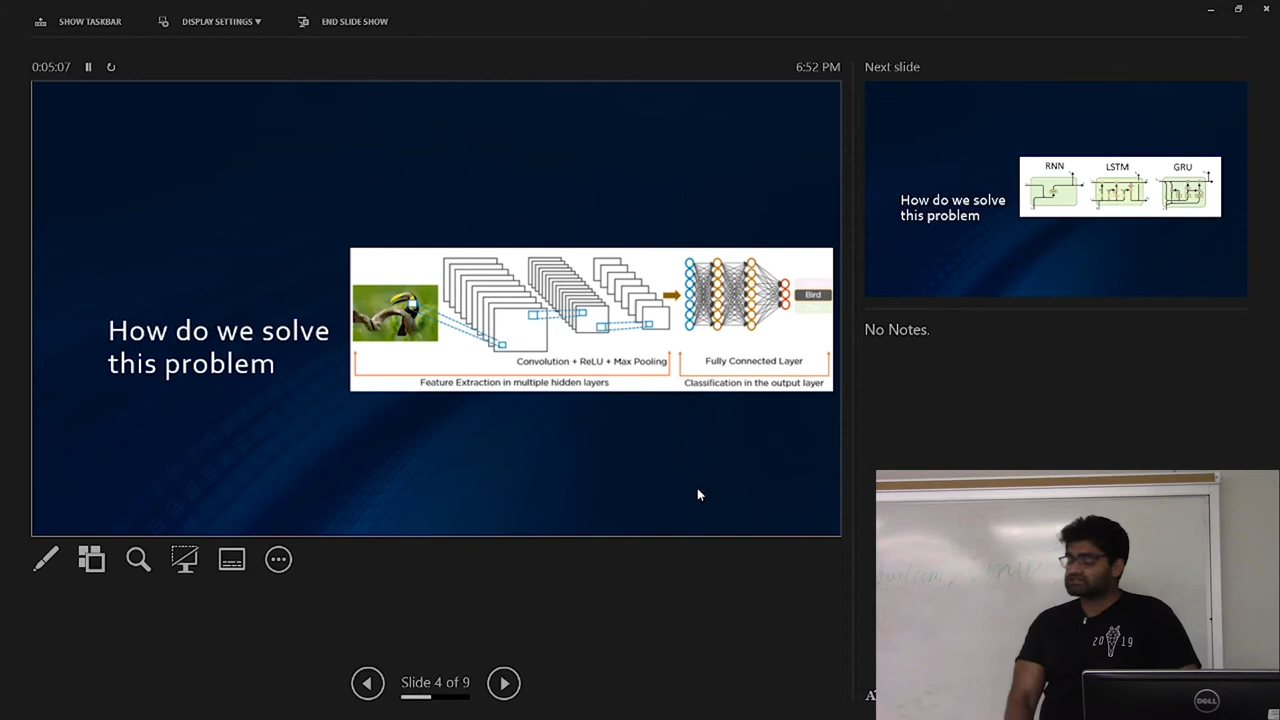 SHOW TASKBAR
DISPLAY SETTINGS ▼
END SLIDE SHOW
0:05:07
6:52 PM
How do we solve
this problem
Bird
Convolution + ReLU + Max Pooling
Fully Connected Layer
Feature Extraction in multiple hidden layers
Classification in the output layer
Next slide
RNN
LSTM
GRU
How do we solve
this problem
No Notes.
2019
DELL
Slide 4 of 9